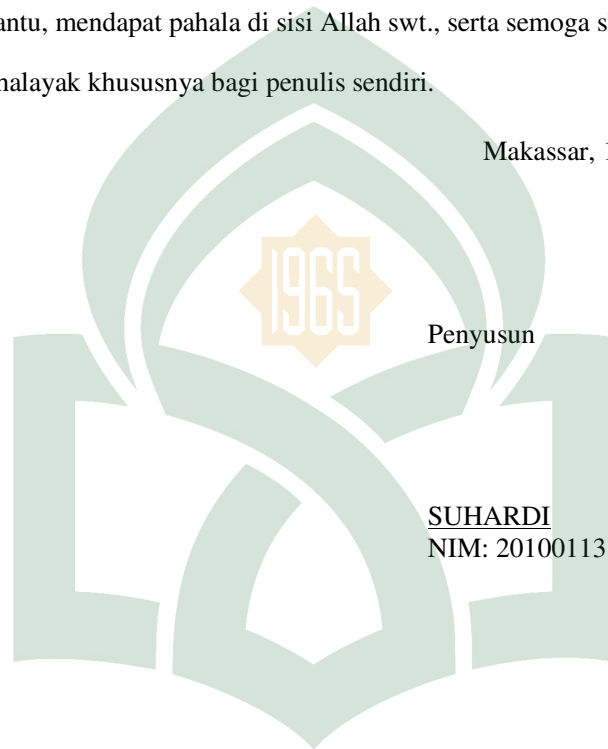 antu, mendapat pahala di sisi Allah swt., serta semoga s
halayak khususnya bagi penulis sendiri.
Makassar, 1
1965
Penyusun
SUHARDI
NIM: 20100113